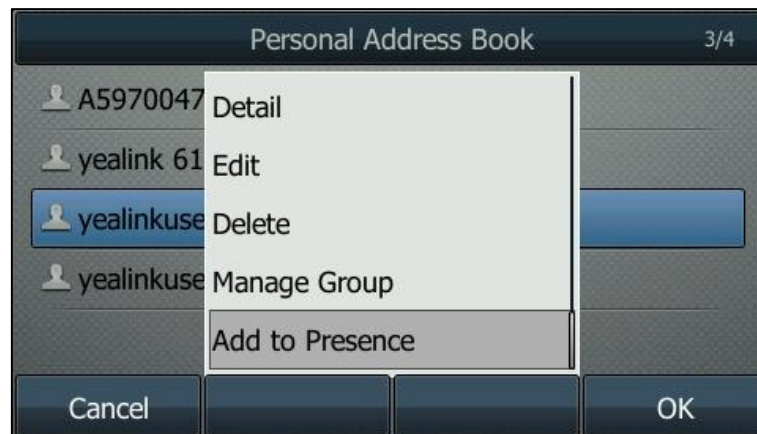 Personal Address Book 3/4
A5970047
Detail
yealink 61
Edit
yealinkuse
Delete
yealinkuse
Manage Group
Add to Presence
Cancel OK